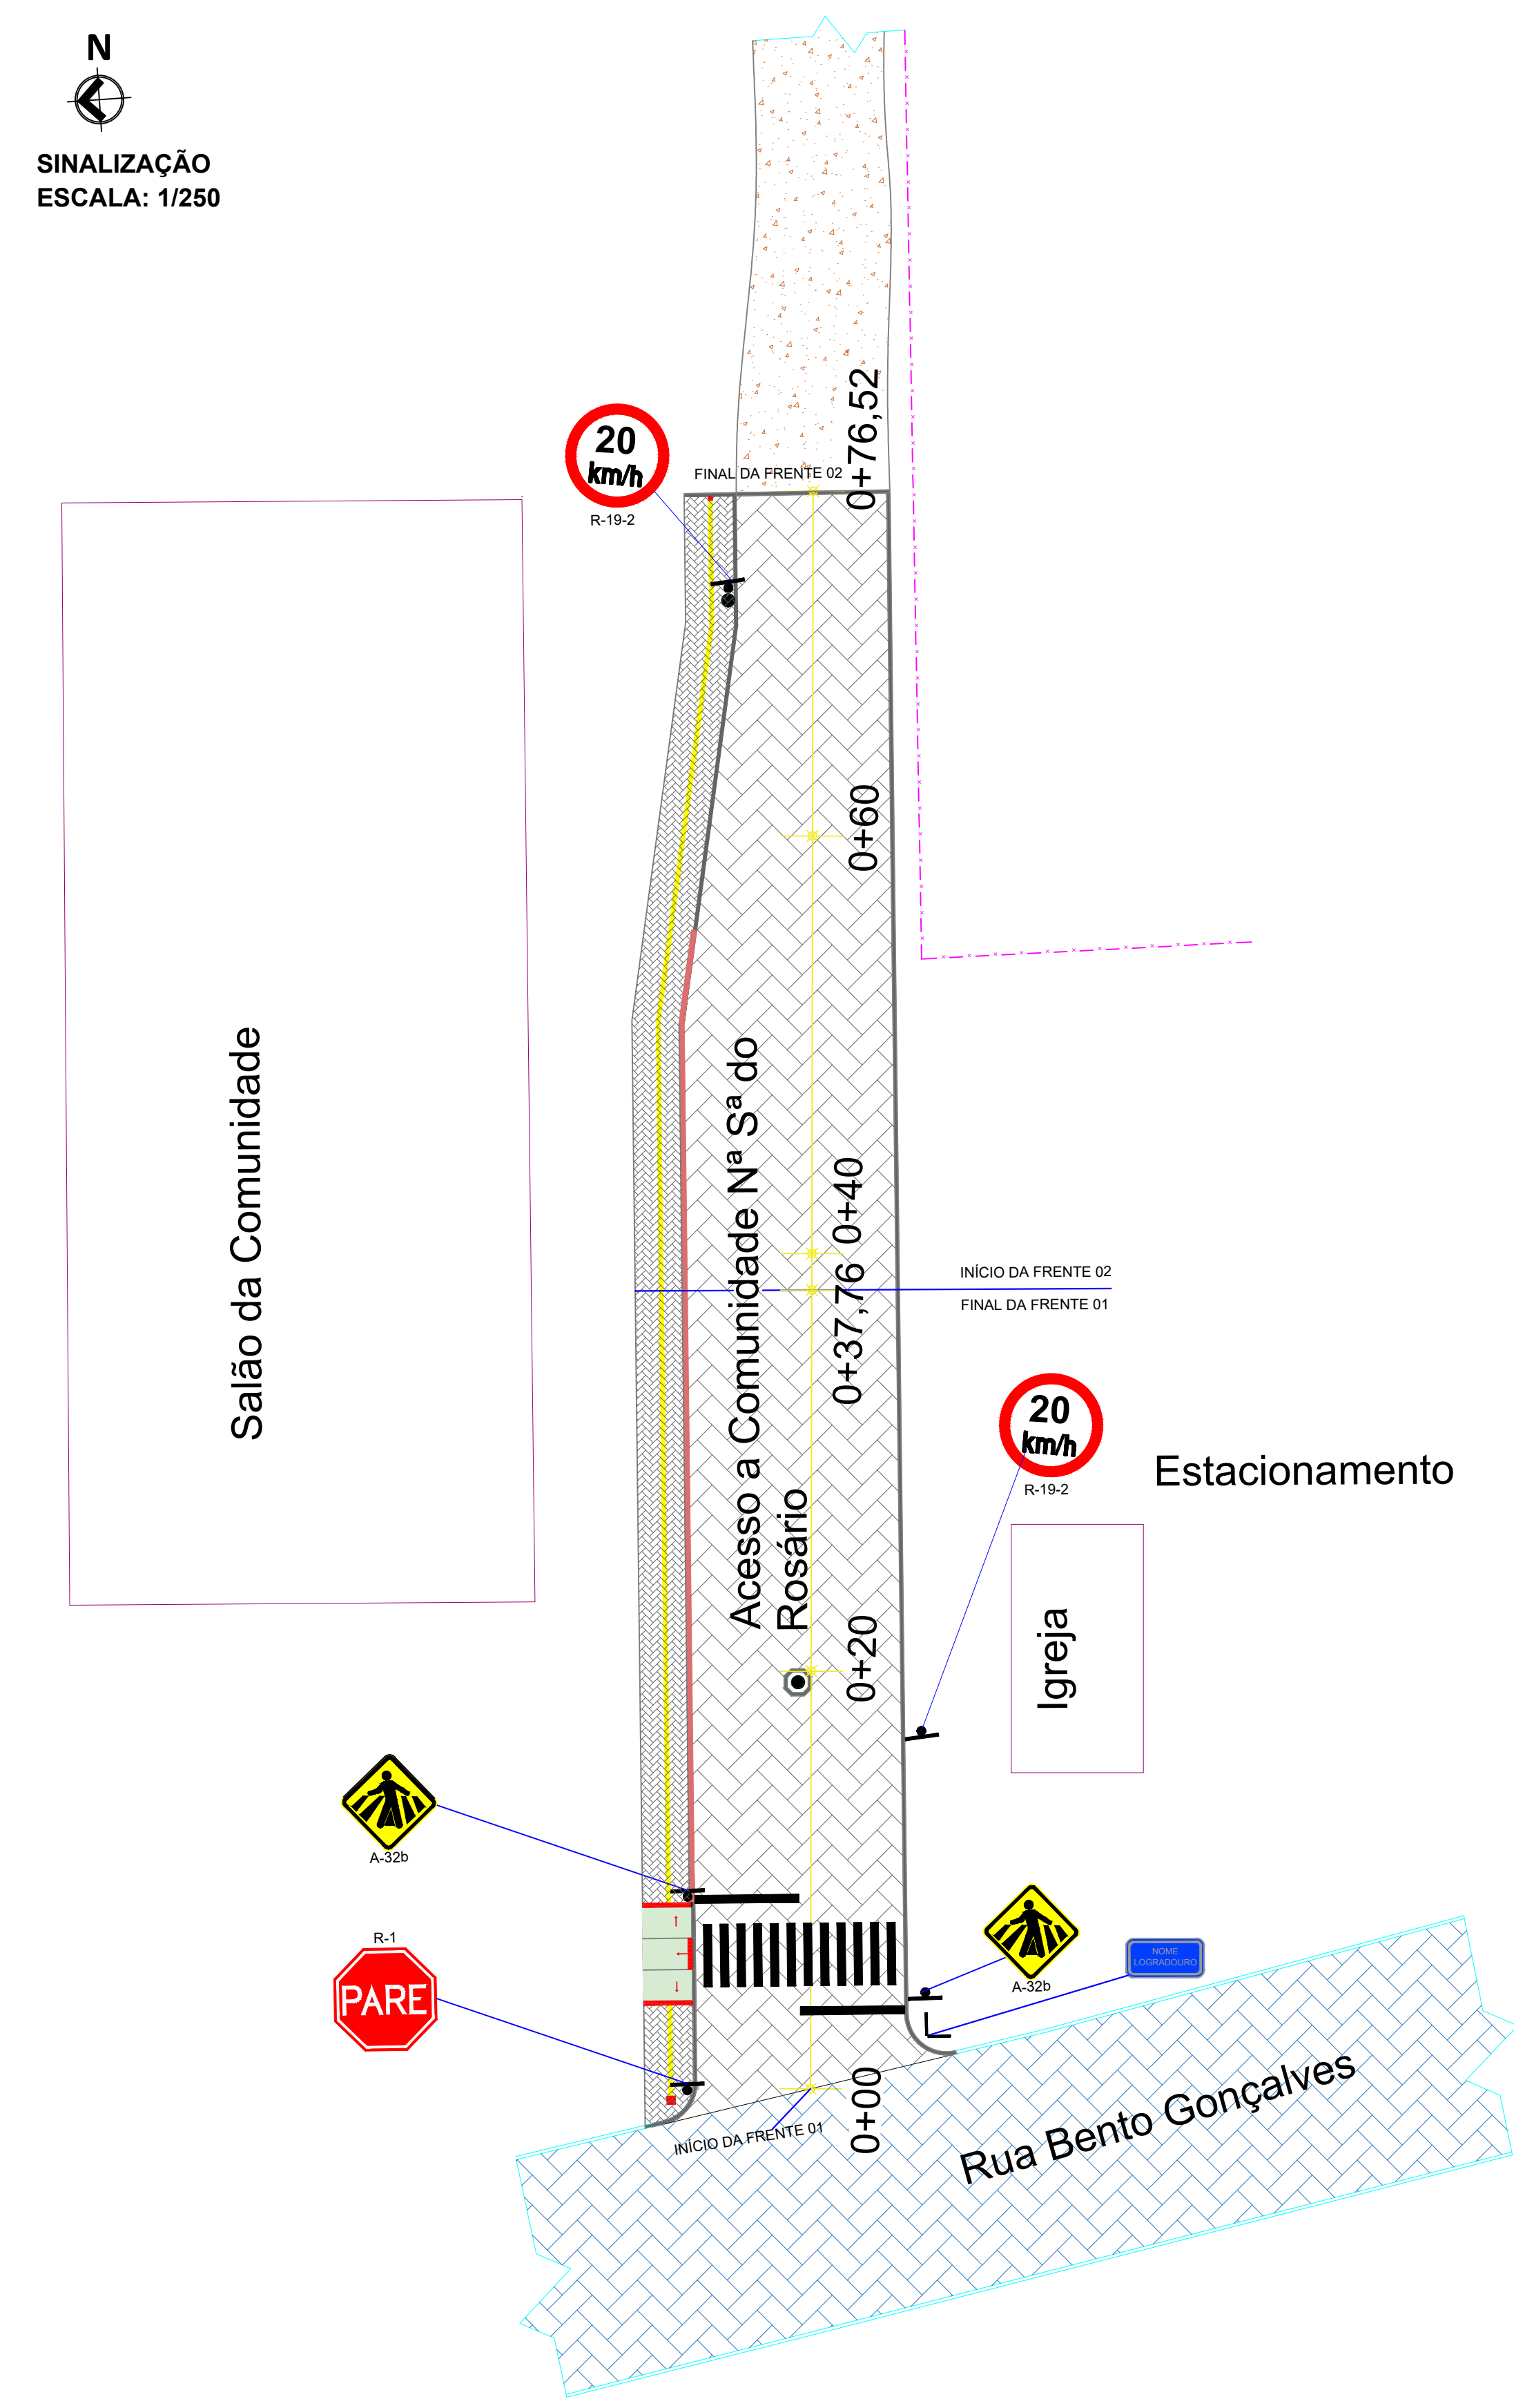 N
SINALIZAÇÃO
ESCALA: 1/250
20
km/h
R-19-2
FINAL DA FRENTE 02
0+76,52
0+60
Salão da Comunidade
Acesso a Comunidade Nª Sª do
Rosário
0+40
0+37,76
INÍCIO DA FRENTE 02
FINAL DA FRENTE 01
20
km/h
R-19-2
Estacionamento
Igreja
0+20
A-32b
R-1
PARE
A-32b
NOME
LOGRADOURO
0+00
INÍCIO DA FRENTE 01
Rua Bento Gonçalves